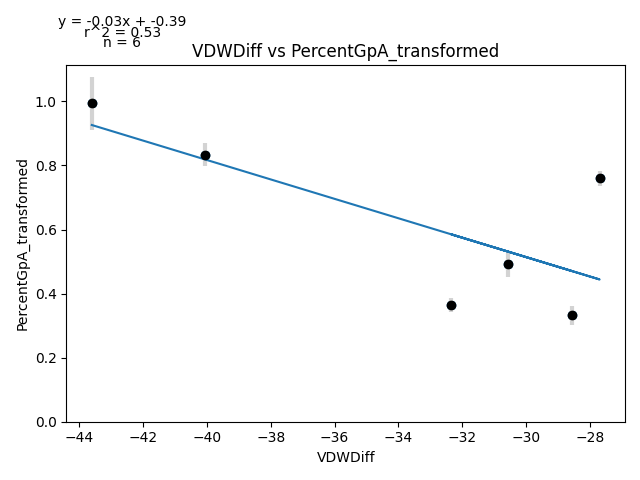 y = -0.03x + -0.39
r^2 = 0.53
n = 6
VDWDiff vs PercentGpA_transformed
1.0
0.8
0.6
0.4
0.2
0.0
PercentGpA_transformed
−44 −42 −40 −38 −36 −34 −32 −30 −28
VDWDiff